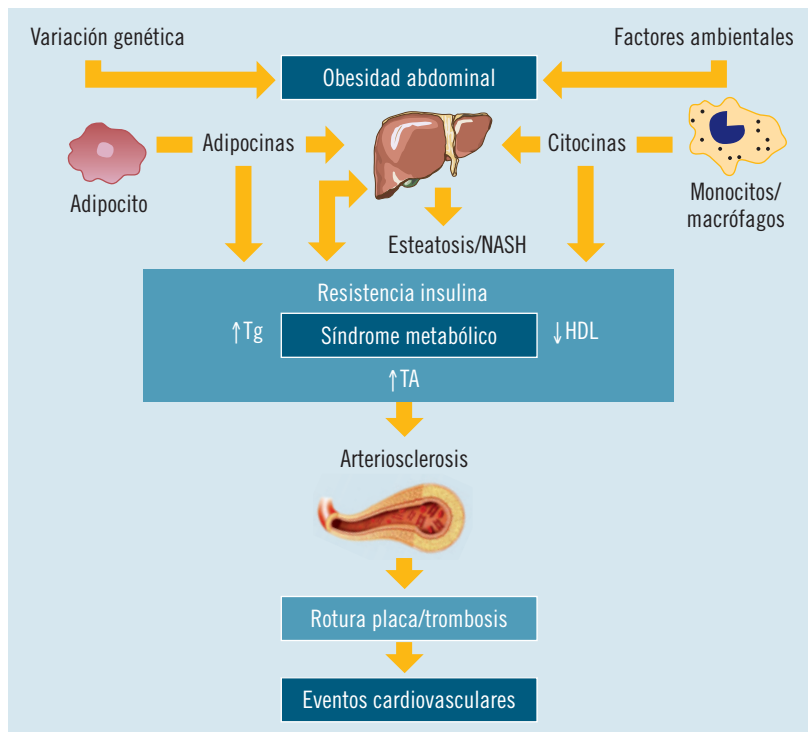 Variación genética
Factores ambientales
Obesidad abdominal
Adipocinas
Citocinas
Adipocito
Monocitos/
macrófagos
Esteatosis/NASH
Resistencia insulina
↑Tg
Síndrome metabólico
↓HDL
↑TA
Arteriosclerosis
Rotura placa/trombosis
Eventos cardiovasculares